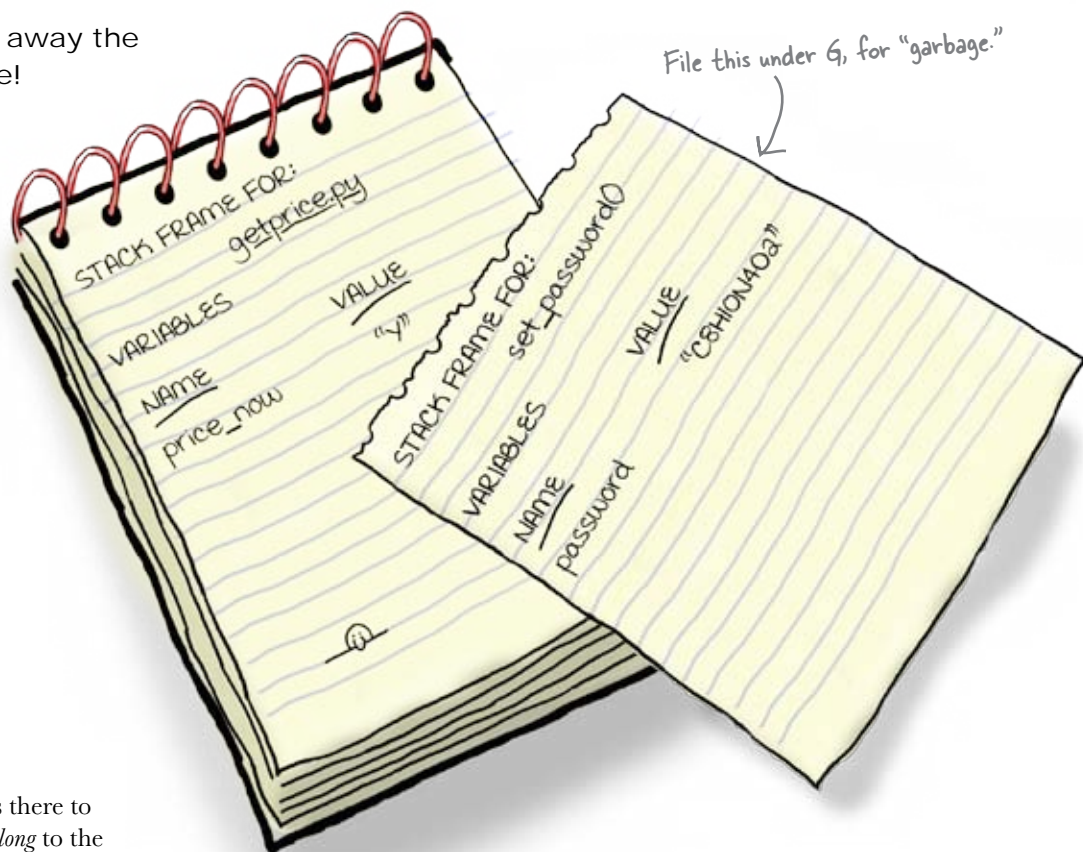 away the
e!
File this under G, for “garbage.”
STACK FRAME FOR:
getprice.py
VARIABLES
NAME
VALUE
price_now
“Y”
STACK FRAME FOR:
set_password()
VARIABLES
NAME
VALUE
password
“C8H10N4O2”
s there to
long to the